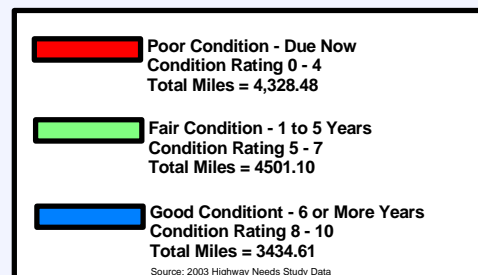 Poor Condition - Due Now
Condition Rating 0 - 4
Total Miles = 4,328.48
Fair Condition - 1 to 5 Years
Condition Rating 5 - 7
Total Miles = 4501.10
Good Conditiont - 6 or More Years
Condition Rating 8 - 10
Total Miles = 3434.61
Source: 2003 Highway Needs Study Data